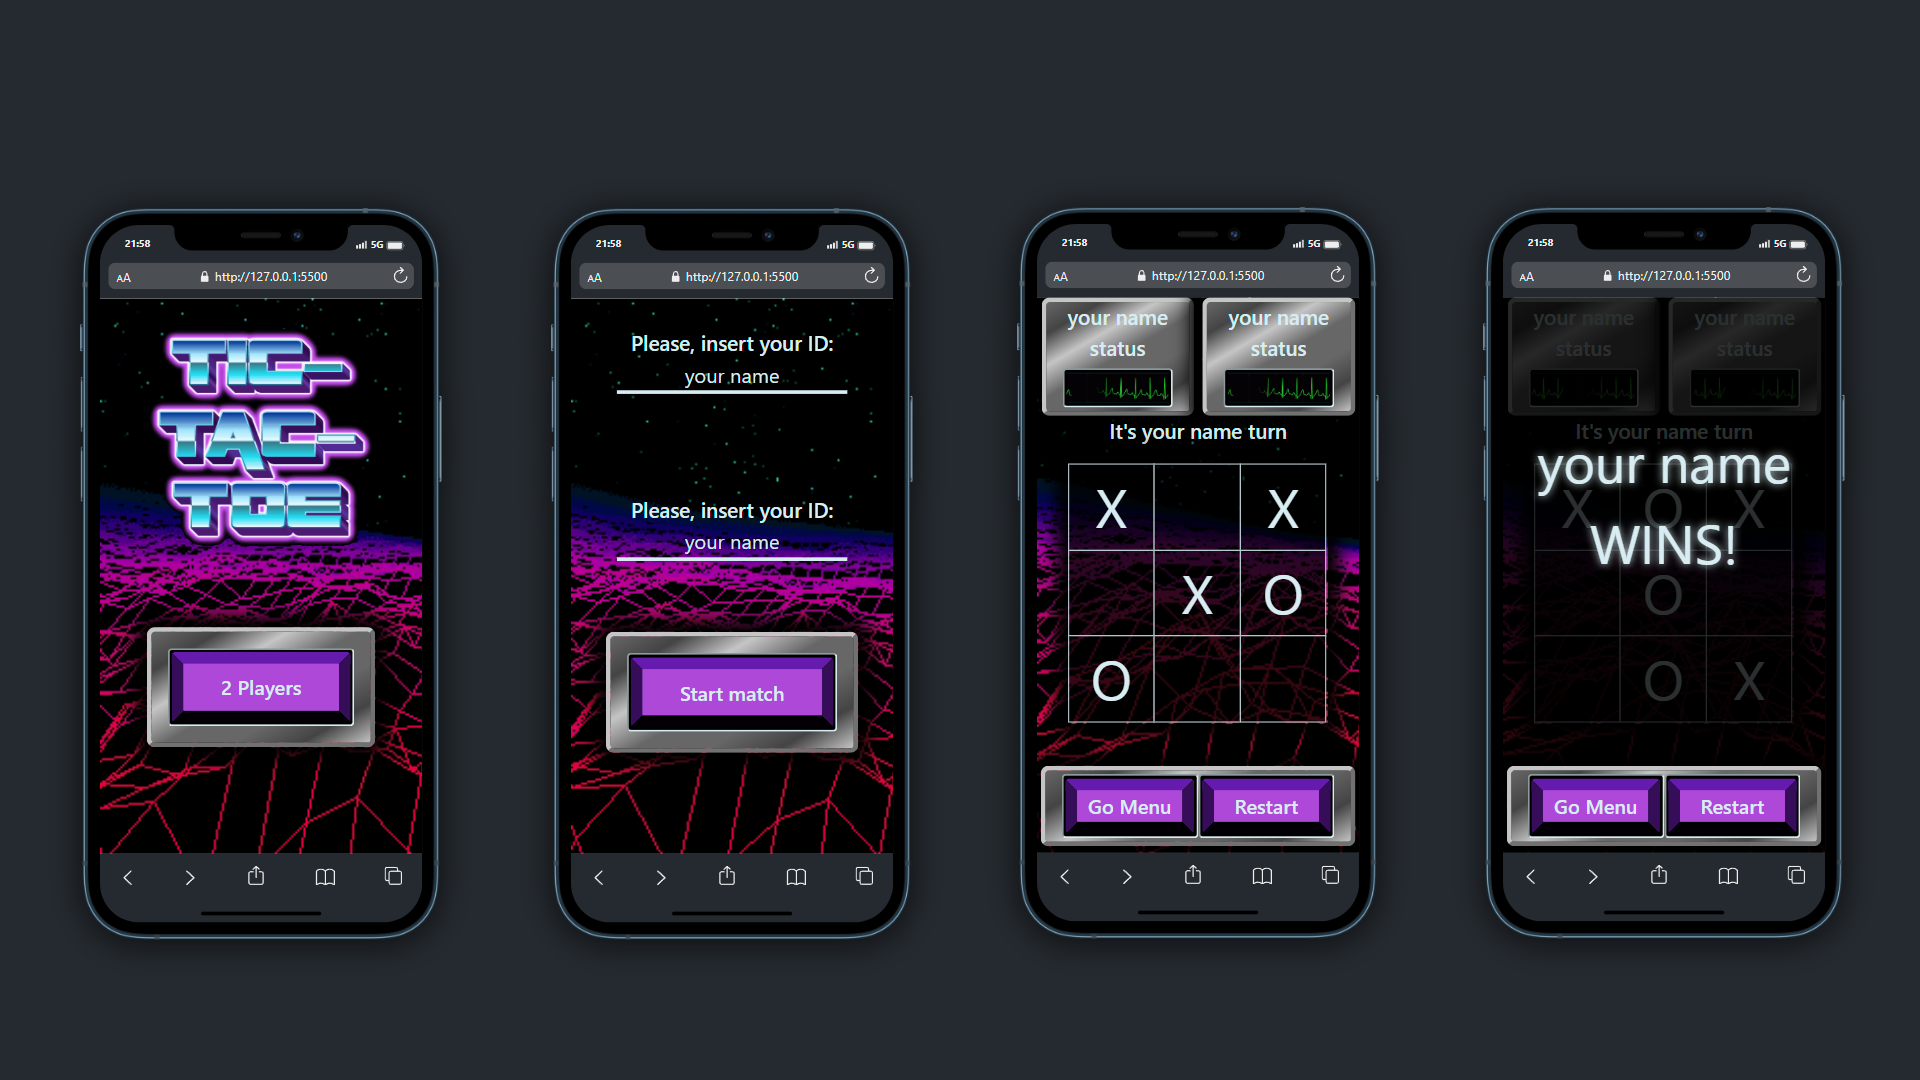 21:58
5G
AA
http://127.0.0.1:5500
TIC-
TAC-
TOE
2 Players
21:58
5G
AA
http://127.0.0.1:5500
Please, insert your ID:
your name
Please, insert your ID:
your name
Start match
21:58
5G
AA
http://127.0.0.1:5500
your name
status
your name
status
It's your name turn
X X
X O
O
Go Menu
Restart
21:58
5G
AA
http://127.0.0.1:5500
your name
status
your name
status
It's your name turn
your name
WINS!
X O X
O
O X
Go Menu
Restart